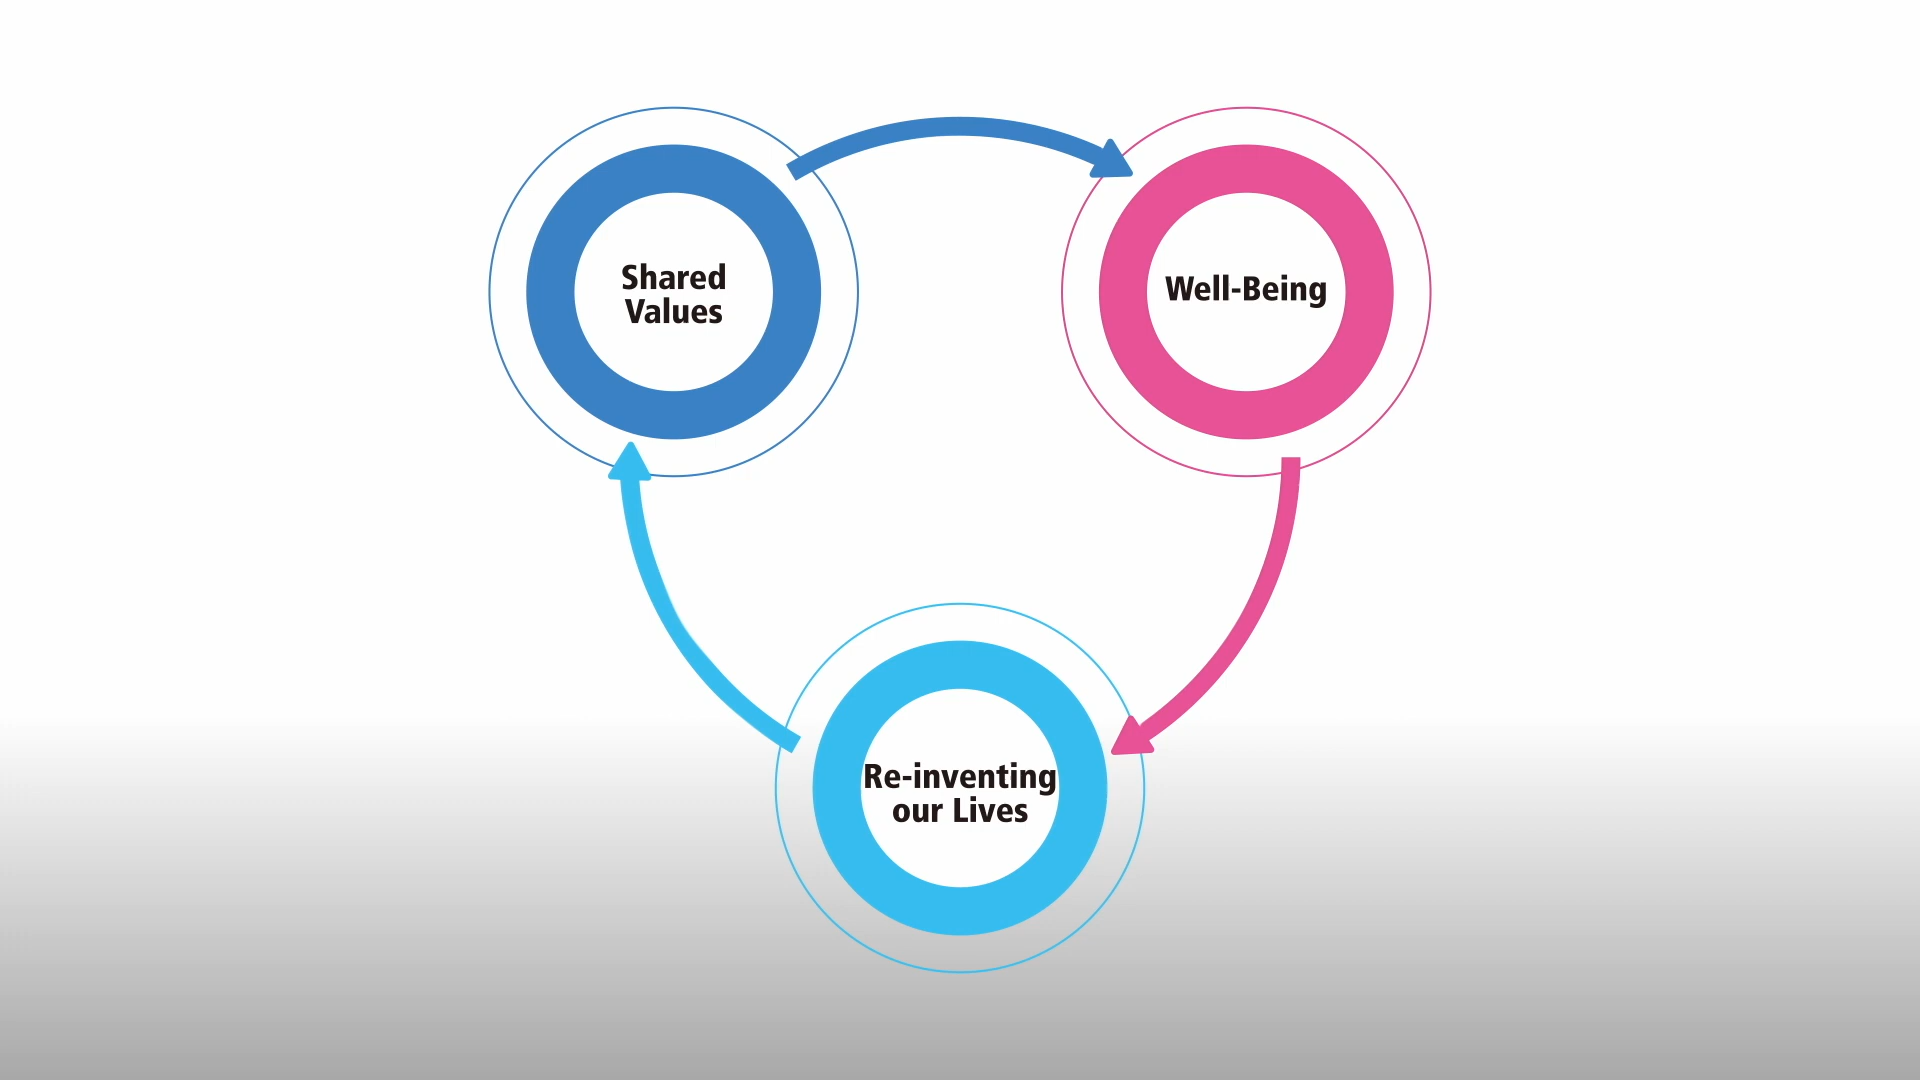 Shared
Values
Well-Being
Re-inventing
our Lives